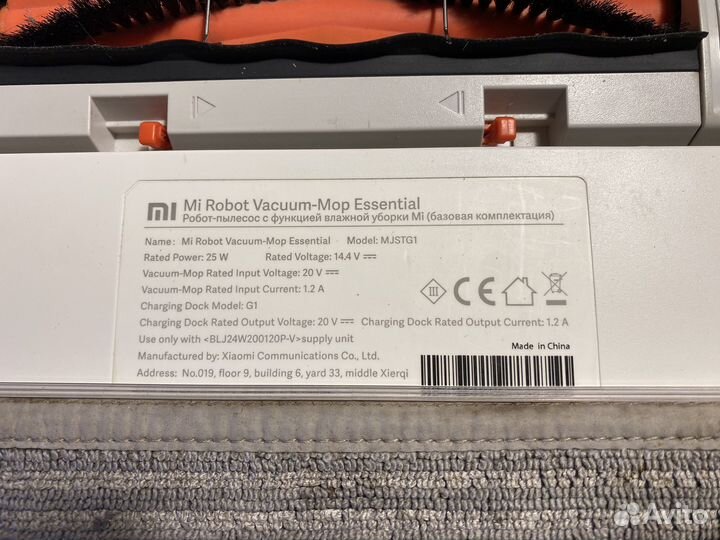 mi Mi Robot Vacuum-Mop Essential
Робот-пылесос с функцией влажной уборки Mi (базовая комплектация)
Name: Mi Robot Vacuum-Mop Essential Model: MJSTG1
Rated Power: 25 W Rated Voltage: 14.4 V
Vacuum-Mop Rated Input Voltage: 20 V
Vacuum-Mop Rated Input Current: 1.2 A
Charging Dock Model: G1
Charging Dock Rated Output Voltage: 20 V Charging Dock Rated Output Current: 1.2 A
Use only with <BLJ24W200120P-V>supply unit
Manufactured by: Xiaomi Communications Co., Ltd.
Address: No.019, floor 9, building 6, yard 33, middle Xierqi
III CE
Made in China
Avito